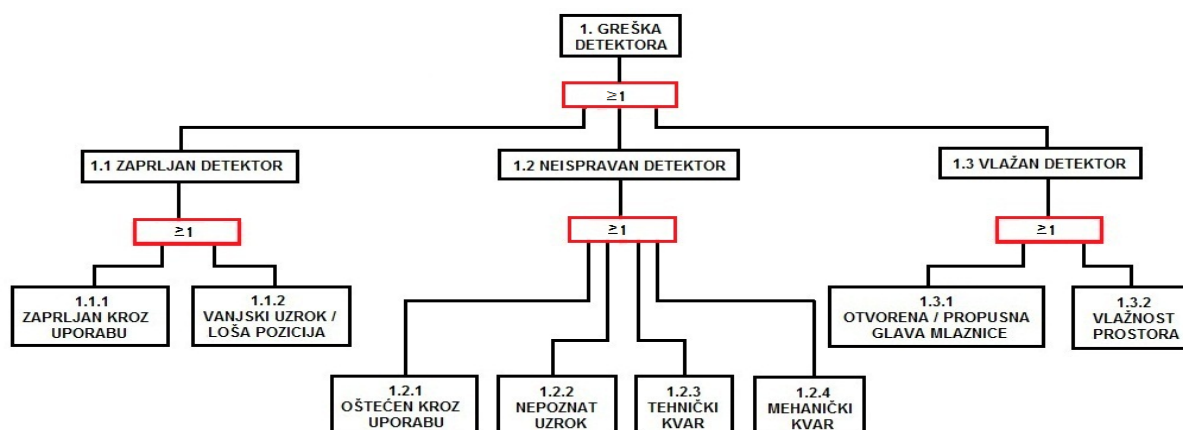 1. GREŠKA
DETEKTORA
≥1
1.1 ZAPRLJAN DETEKTOR
1.2 NEISPRAVAN DETEKTOR
1.3 VLAŽAN DETEKTOR
≥1
≥1
≥1
1.1.1
ZAPRLJAN KROZ
UPORABU
1.1.2
VANJSKI UZROK /
LOŠA POZICIJA
1.3.1
OTVORENA / PROPUSNA
GLAVA MLAZNICE
1.3.2
VLAŽNOST
PROSTORA
1.2.1
OŠTEĆEN KROZ
UPORABU
1.2.2
NEPOZNAT
UZROK
1.2.3
TEHNIČKI
KVAR
1.2.4
MEHANIČKI
KVAR